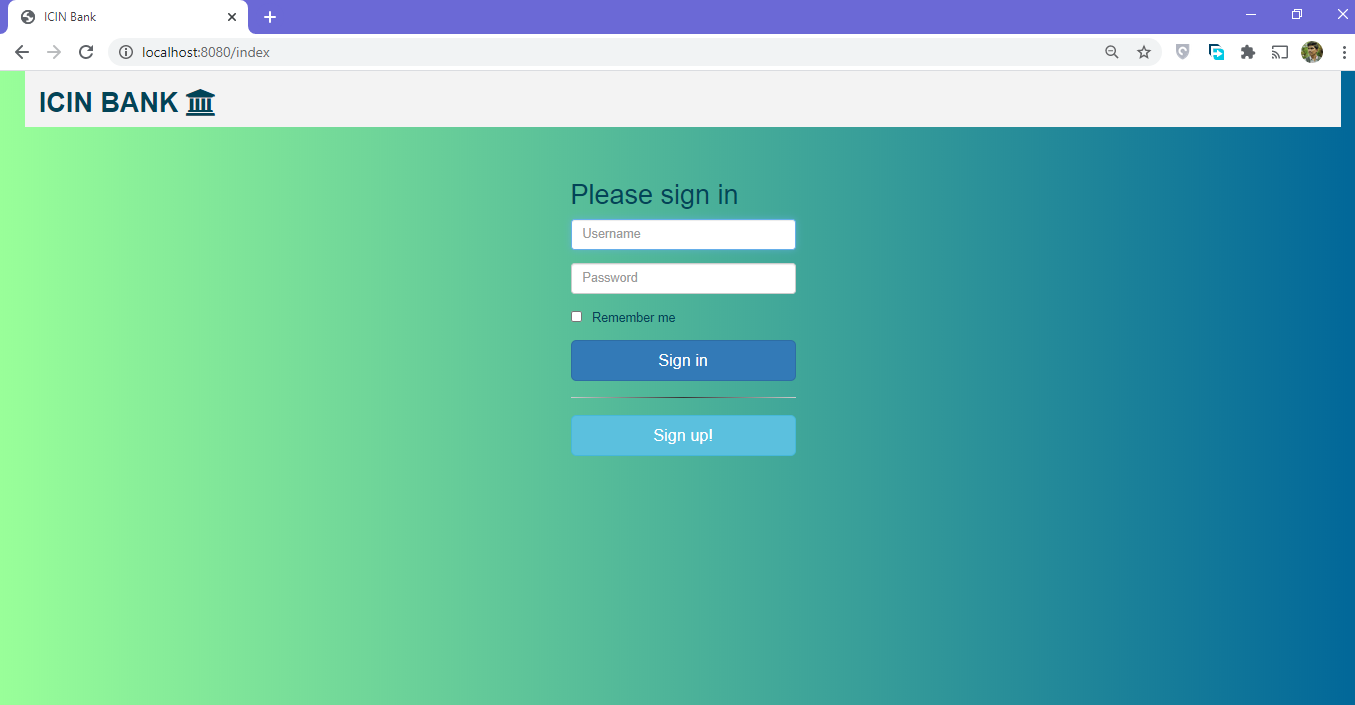 ICIN Bank
localhost:8080/index
ICIN BANK
Please sign in
Username
Password
Remember me
Sign in
Sign up!